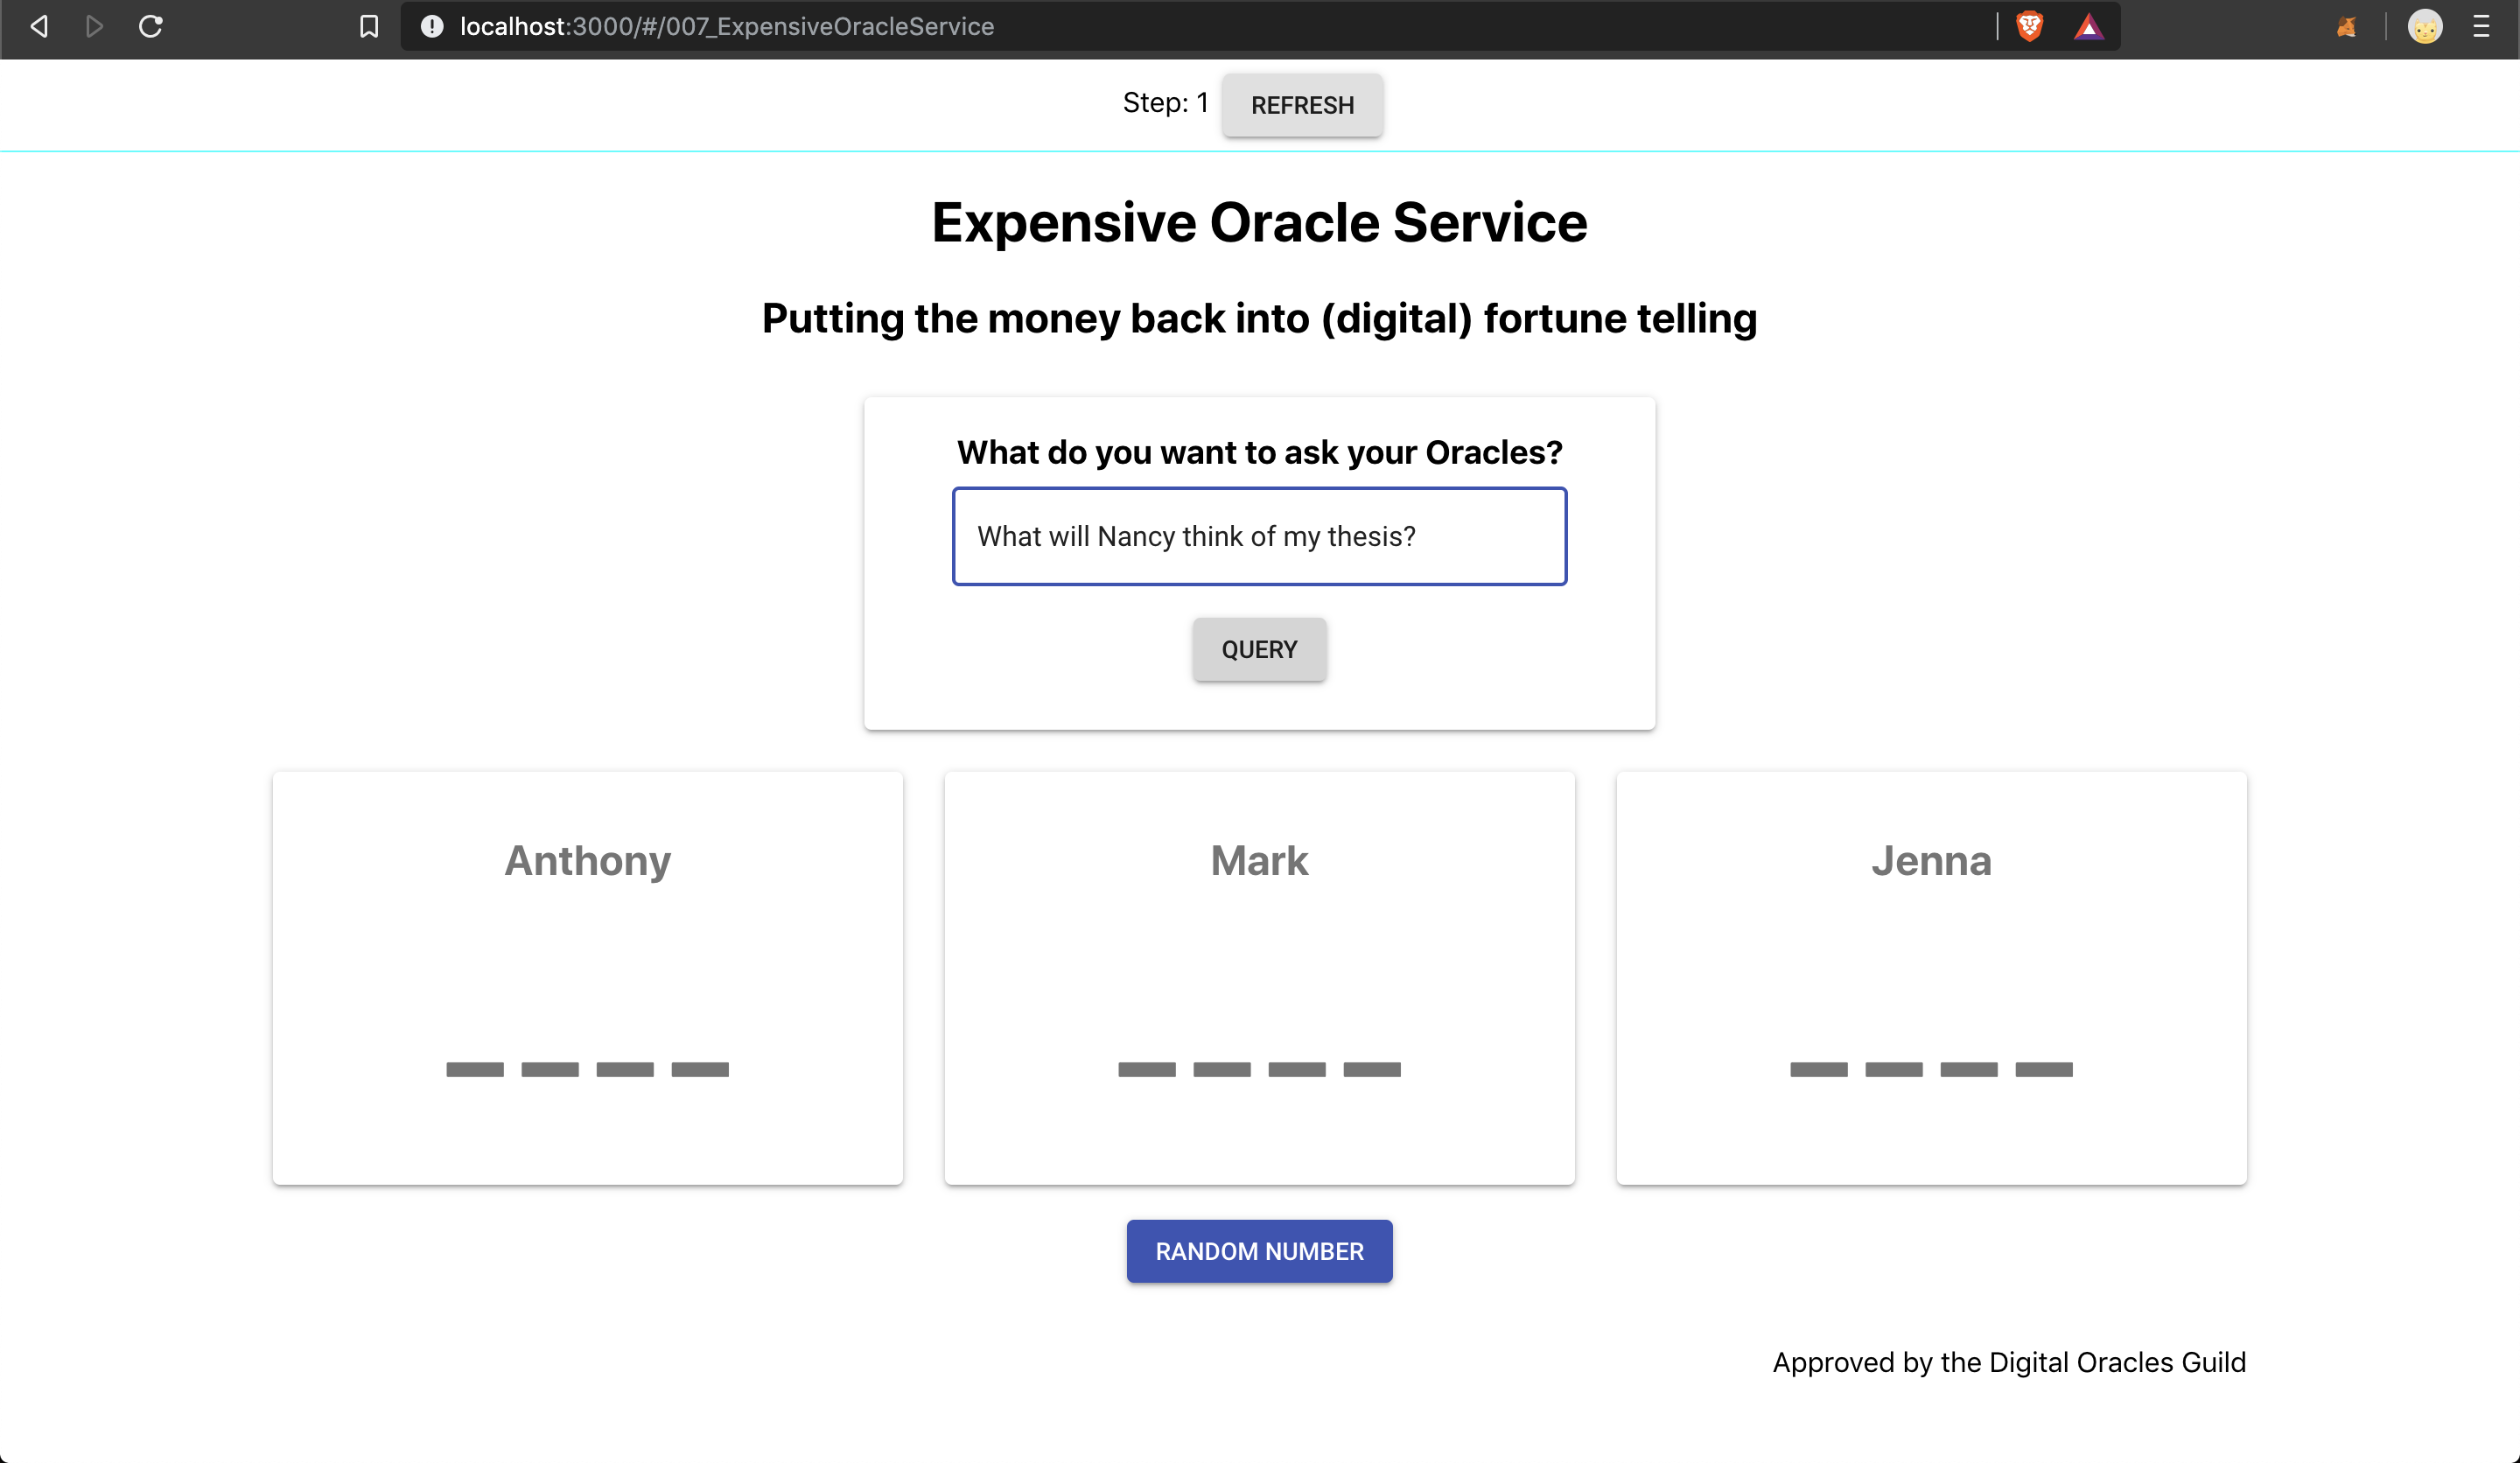 localhost:3000/#/007_ExpensiveOracleService
Step: 1 REFRESH
Expensive Oracle Service
Putting the money back into (digital) fortune telling
What do you want to ask your Oracles?
What will Nancy think of my thesis?
QUERY
Anthony
Mark
Jenna
RANDOM NUMBER
Approved by the Digital Oracles Guild